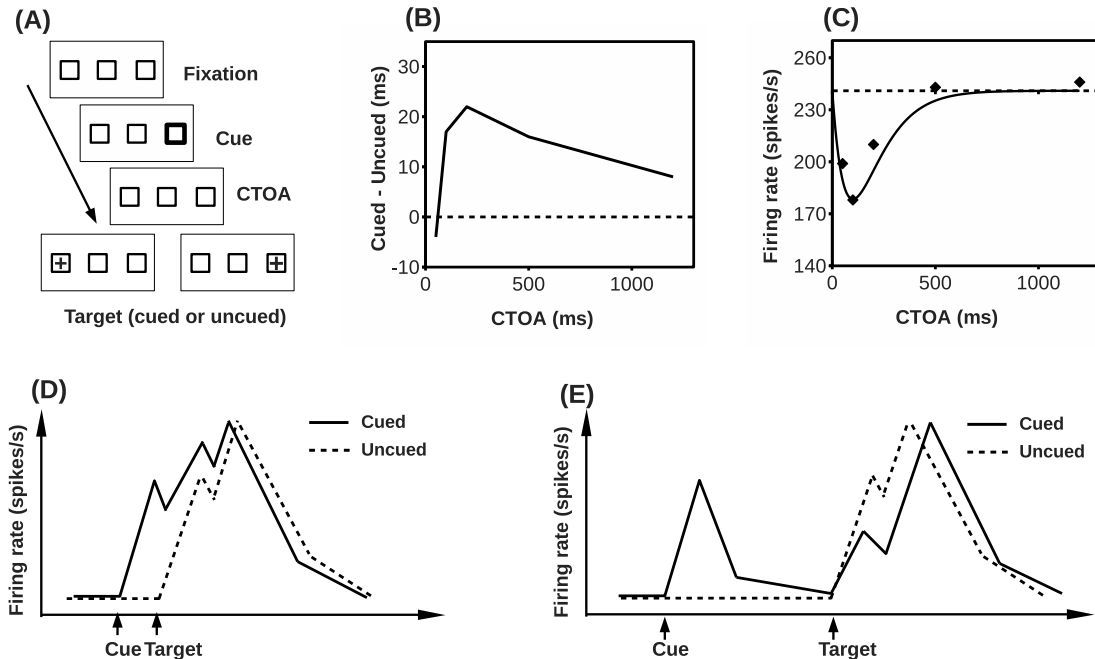 (A)
Fixation
Cue
CTOA
Target (cued or uncued)
(B)
Cued - Uncued (ms)
30
20
10
0
-10
0 500 1000
CTOA (ms)
(C)
Firing rate (spikes/s)
260
230
200
170
140
0 500 1000
CTOA (ms)
(D)
Firing rate (spikes/s)
Cued
Uncued
Cue Target
(E)
Firing rate (spikes/s)
Cued
Uncued
Cue Target